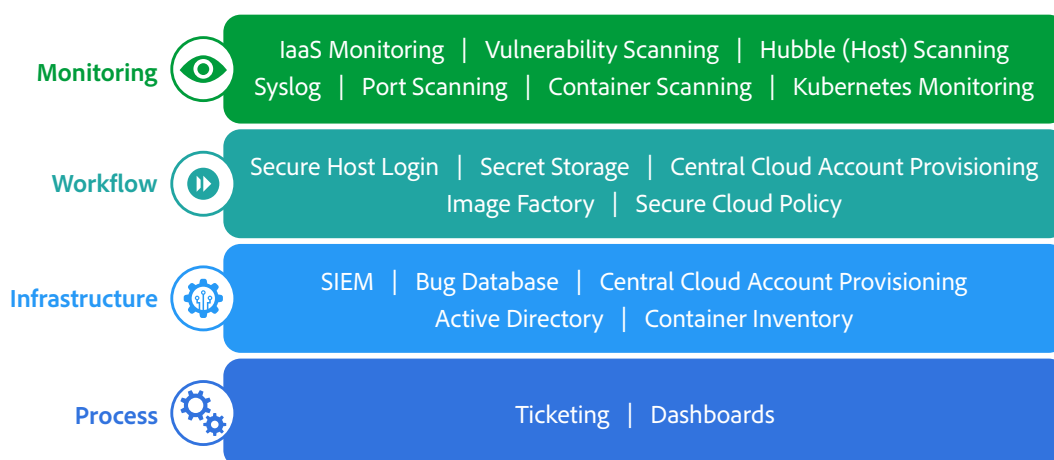 Monitoring
IaaS Monitoring | Vulnerability Scanning | Hubble (Host) Scanning
Syslog | Port Scanning | Container Scanning | Kubernetes Monitoring
Workflow
Secure Host Login | Secret Storage | Central Cloud Account Provisioning
Image Factory | Secure Cloud Policy
Infrastructure
SIEM | Bug Database | Central Cloud Account Provisioning
Active Directory | Container Inventory
Process
Ticketing | Dashboards